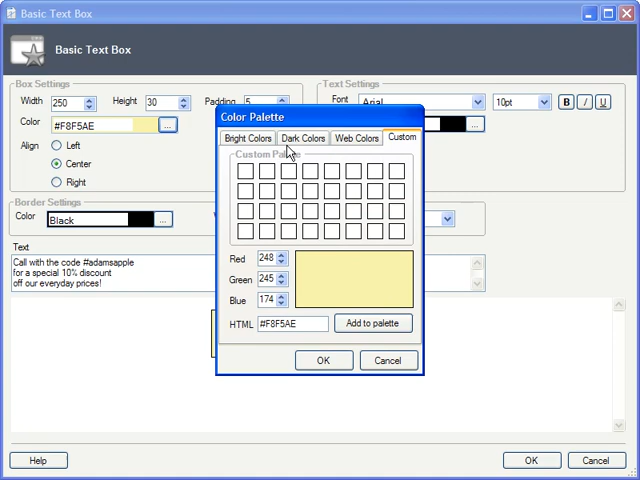 Basic Text Box
Basic Text Box
Box Settings
Text Settings
Width 250 Height 30 Padding 5
Font Arial 10pt B I U
Color #F8F5AE ...
...
Align Left
Center
Right
Border Settings
Color Black ...
Text
Call with the code #adamsapple
for a special 10% discount
off our everyday prices!
Color Palette
Bright Colors Dark Colors Web Colors Custom
Custom Palette
Red 248
Green 245
Blue 174
HTML #F8F5AE Add to palette
OK Cancel
Help OK Cancel